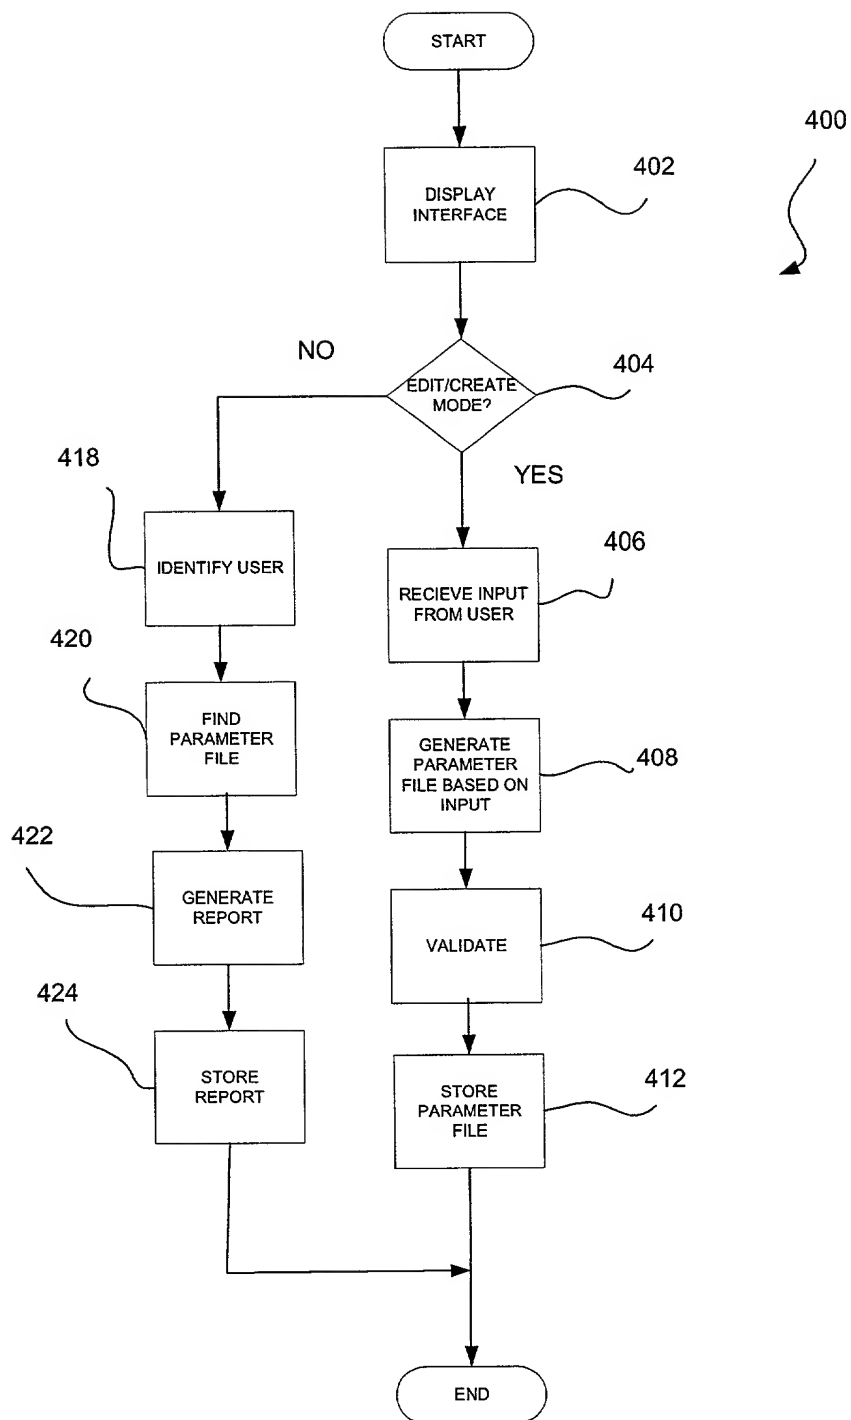 START
400
402
DISPLAY
INTERFACE
NO
404
EDIT/CREATE
MODE?
YES
418
IDENTIFY USER
406
RECIEVE INPUT
FROM USER
420
FIND
PARAMETER
FILE
GENERATE
PARAMETER
FILE BASED ON
INPUT
408
422
GENERATE
REPORT
VALIDATE
410
424
STORE
REPORT
STORE
PARAMETER
FILE
412
END